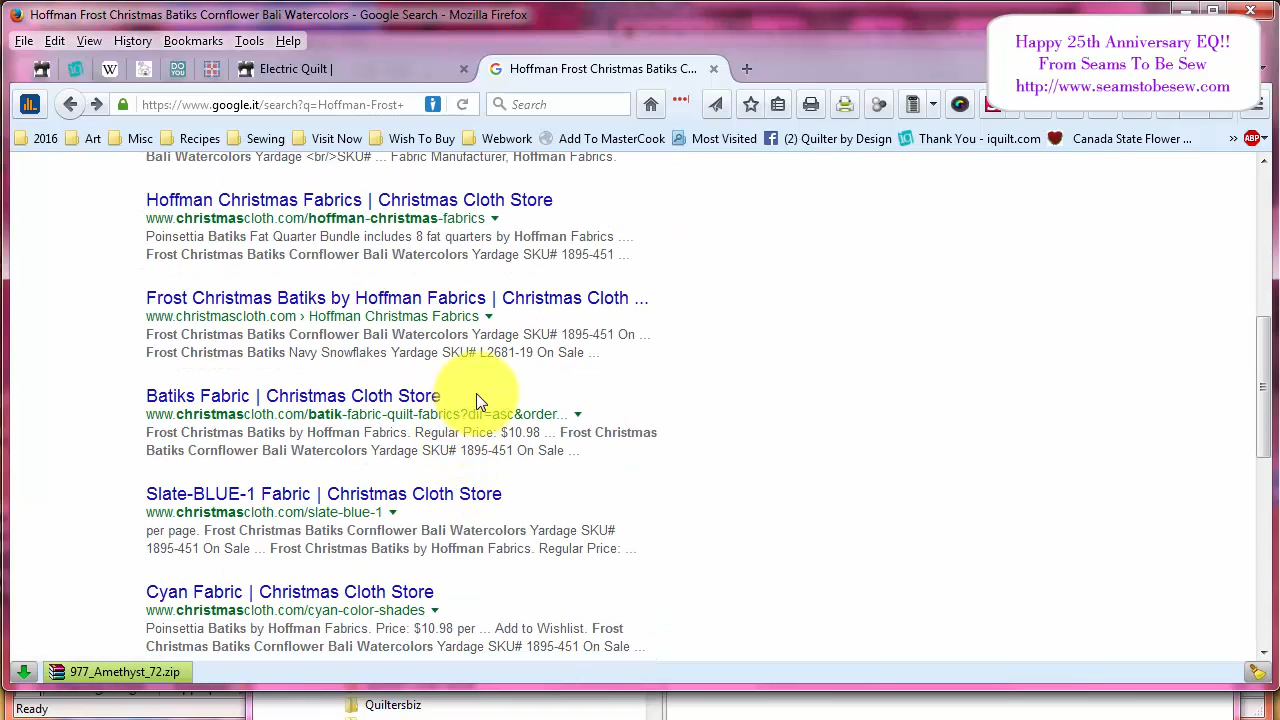 Hoffman Frost Christmas Batiks Cornflower Bali Watercolors - Google Search - Mozilla Firefox
Happy 25th Anniversary EQ!!
From Seams To Be Sew
http://www.seamstobesew.com
File Edit View History Bookmarks Tools Help
Electric Quilt |
Hoffman Frost Christmas Batiks C...
https://www.google.com/search?q=Hoffman-Frost+
Search
2016 Art Misc Recipes Sewing Visit Now Wish To Buy Webwork Add To MasterCook Most Visited (2) Quilter by Design Thank You - iquilt.com Canada State Flower ... » ABP
Bali Watercolors Yardage <br/>SKU# ... Fabric Manufacturer, Hoffman Fabrics.
Hoffman Christmas Fabrics | Christmas Cloth Store
www.christmascloth.com/hoffman-christmas-fabrics
Poinsettia Batiks Fat Quarter Bundle includes 8 fat quarters by Hoffman Fabrics ....
Frost Christmas Batiks Cornflower Bali Watercolors Yardage SKU# 1895-451 ...
Frost Christmas Batiks by Hoffman Fabrics | Christmas Cloth ...
www.christmascloth.com › Hoffman Christmas Fabrics
Frost Christmas Batiks Cornflower Bali Watercolors Yardage SKU# 1895-451 On ...
Frost Christmas Batiks Navy Snowflakes Yardage SKU# L2681-19 On Sale ...
Batiks Fabric | Christmas Cloth Store
www.christmascloth.com/batik-fabric-quilt-fabrics?dir=asc&order...
Frost Christmas Batiks by Hoffman Fabrics. Regular Price: $10.98 ... Frost Christmas
Batiks Cornflower Bali Watercolors Yardage SKU# 1895-451 On Sale ...
Slate-BLUE-1 Fabric | Christmas Cloth Store
www.christmascloth.com/slate-blue-1
per page. Frost Christmas Batiks Cornflower Bali Watercolors Yardage SKU#
1895-451 On Sale ... Frost Christmas Batiks by Hoffman Fabrics. Regular Price: ...
Cyan Fabric | Christmas Cloth Store
www.christmascloth.com/cyan-color-shades
Poinsettia Batiks by Hoffman Fabrics. Price: $10.98 per ... Add to Wishlist. Frost
Christmas Batiks Cornflower Bali Watercolors Yardage SKU# 1895-451 On Sale ...
977_Amethyst_72.zip
Quiltersbiz
Ready